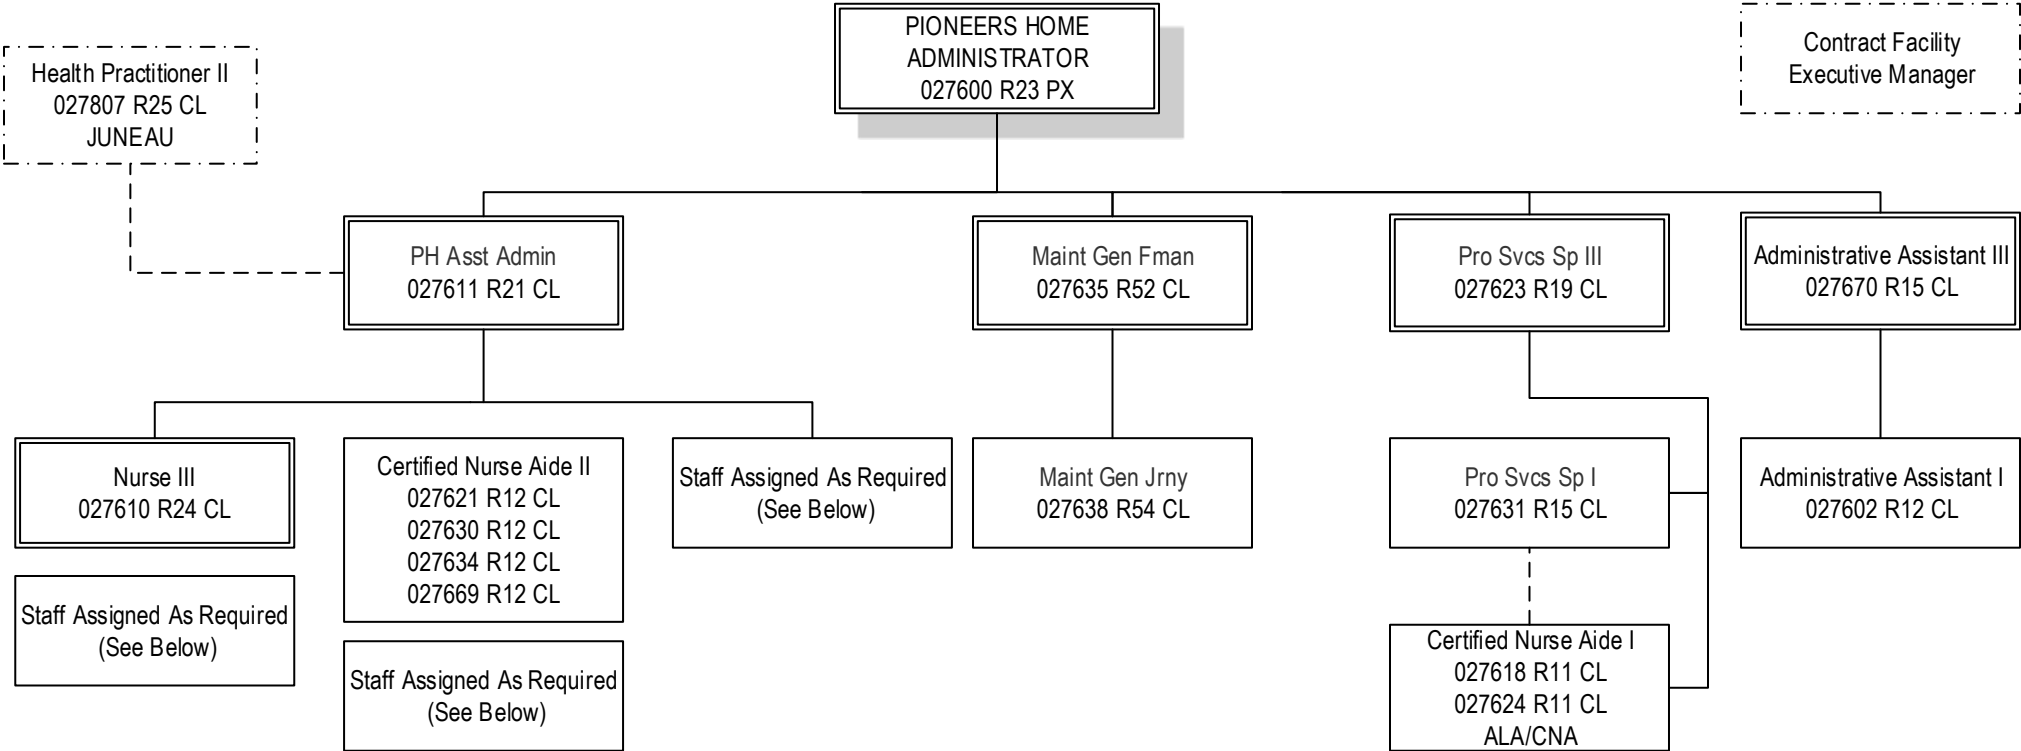 PIONEERS HOME
ADMINISTRATOR
027600 R23 PX
Contract Facility
Executive Manager
Health Practitioner II
027807 R25 CL
JUNEAU
PH Asst Admin
027611 R21 CL
Maint Gen Fman
027635 R52 CL
Pro Svcs Sp III
027623 R19 CL
Administrative Assistant III
027670 R15 CL
Nurse III
027610 R24 CL
Certified Nurse Aide II
027621 R12 CL
027630 R12 CL
027634 R12 CL
027669 R12 CL
Staff Assigned As Required
(See Below)
Maint Gen Jrny
027638 R54 CL
Pro Svcs Sp I
027631 R15 CL
Administrative Assistant I
027602 R12 CL
Staff Assigned As Required
(See Below)
Staff Assigned As Required
(See Below)
Certified Nurse Aide I
027618 R11 CL
027624 R11 CL
ALA/CNA